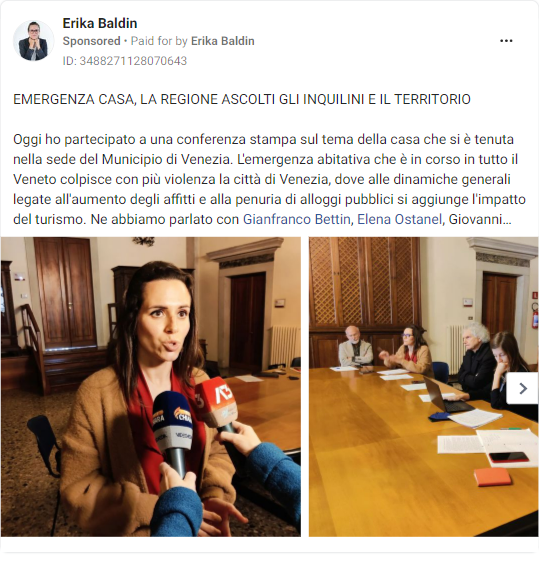 Erika Baldin
Sponsored • Paid for by Erika Baldin
ID: 3488271128070643
EMERGENZA CASA, LA REGIONE ASCOLTI GLI INQUILINI E IL TERRITORIO
Oggi ho partecipato a una conferenza stampa sul tema della casa che si è tenuta
nella sede del Municipio di Venezia. L'emergenza abitativa che è in corso in tutto il
Veneto colpisce con più violenza la città di Venezia, dove alle dinamiche generali
legate all'aumento degli affitti e alla penuria di alloggi pubblici si aggiunge l'impatto
del turismo. Ne abbiamo parlato con Gianfranco Bettin, Elena Ostanel, Giovanni...